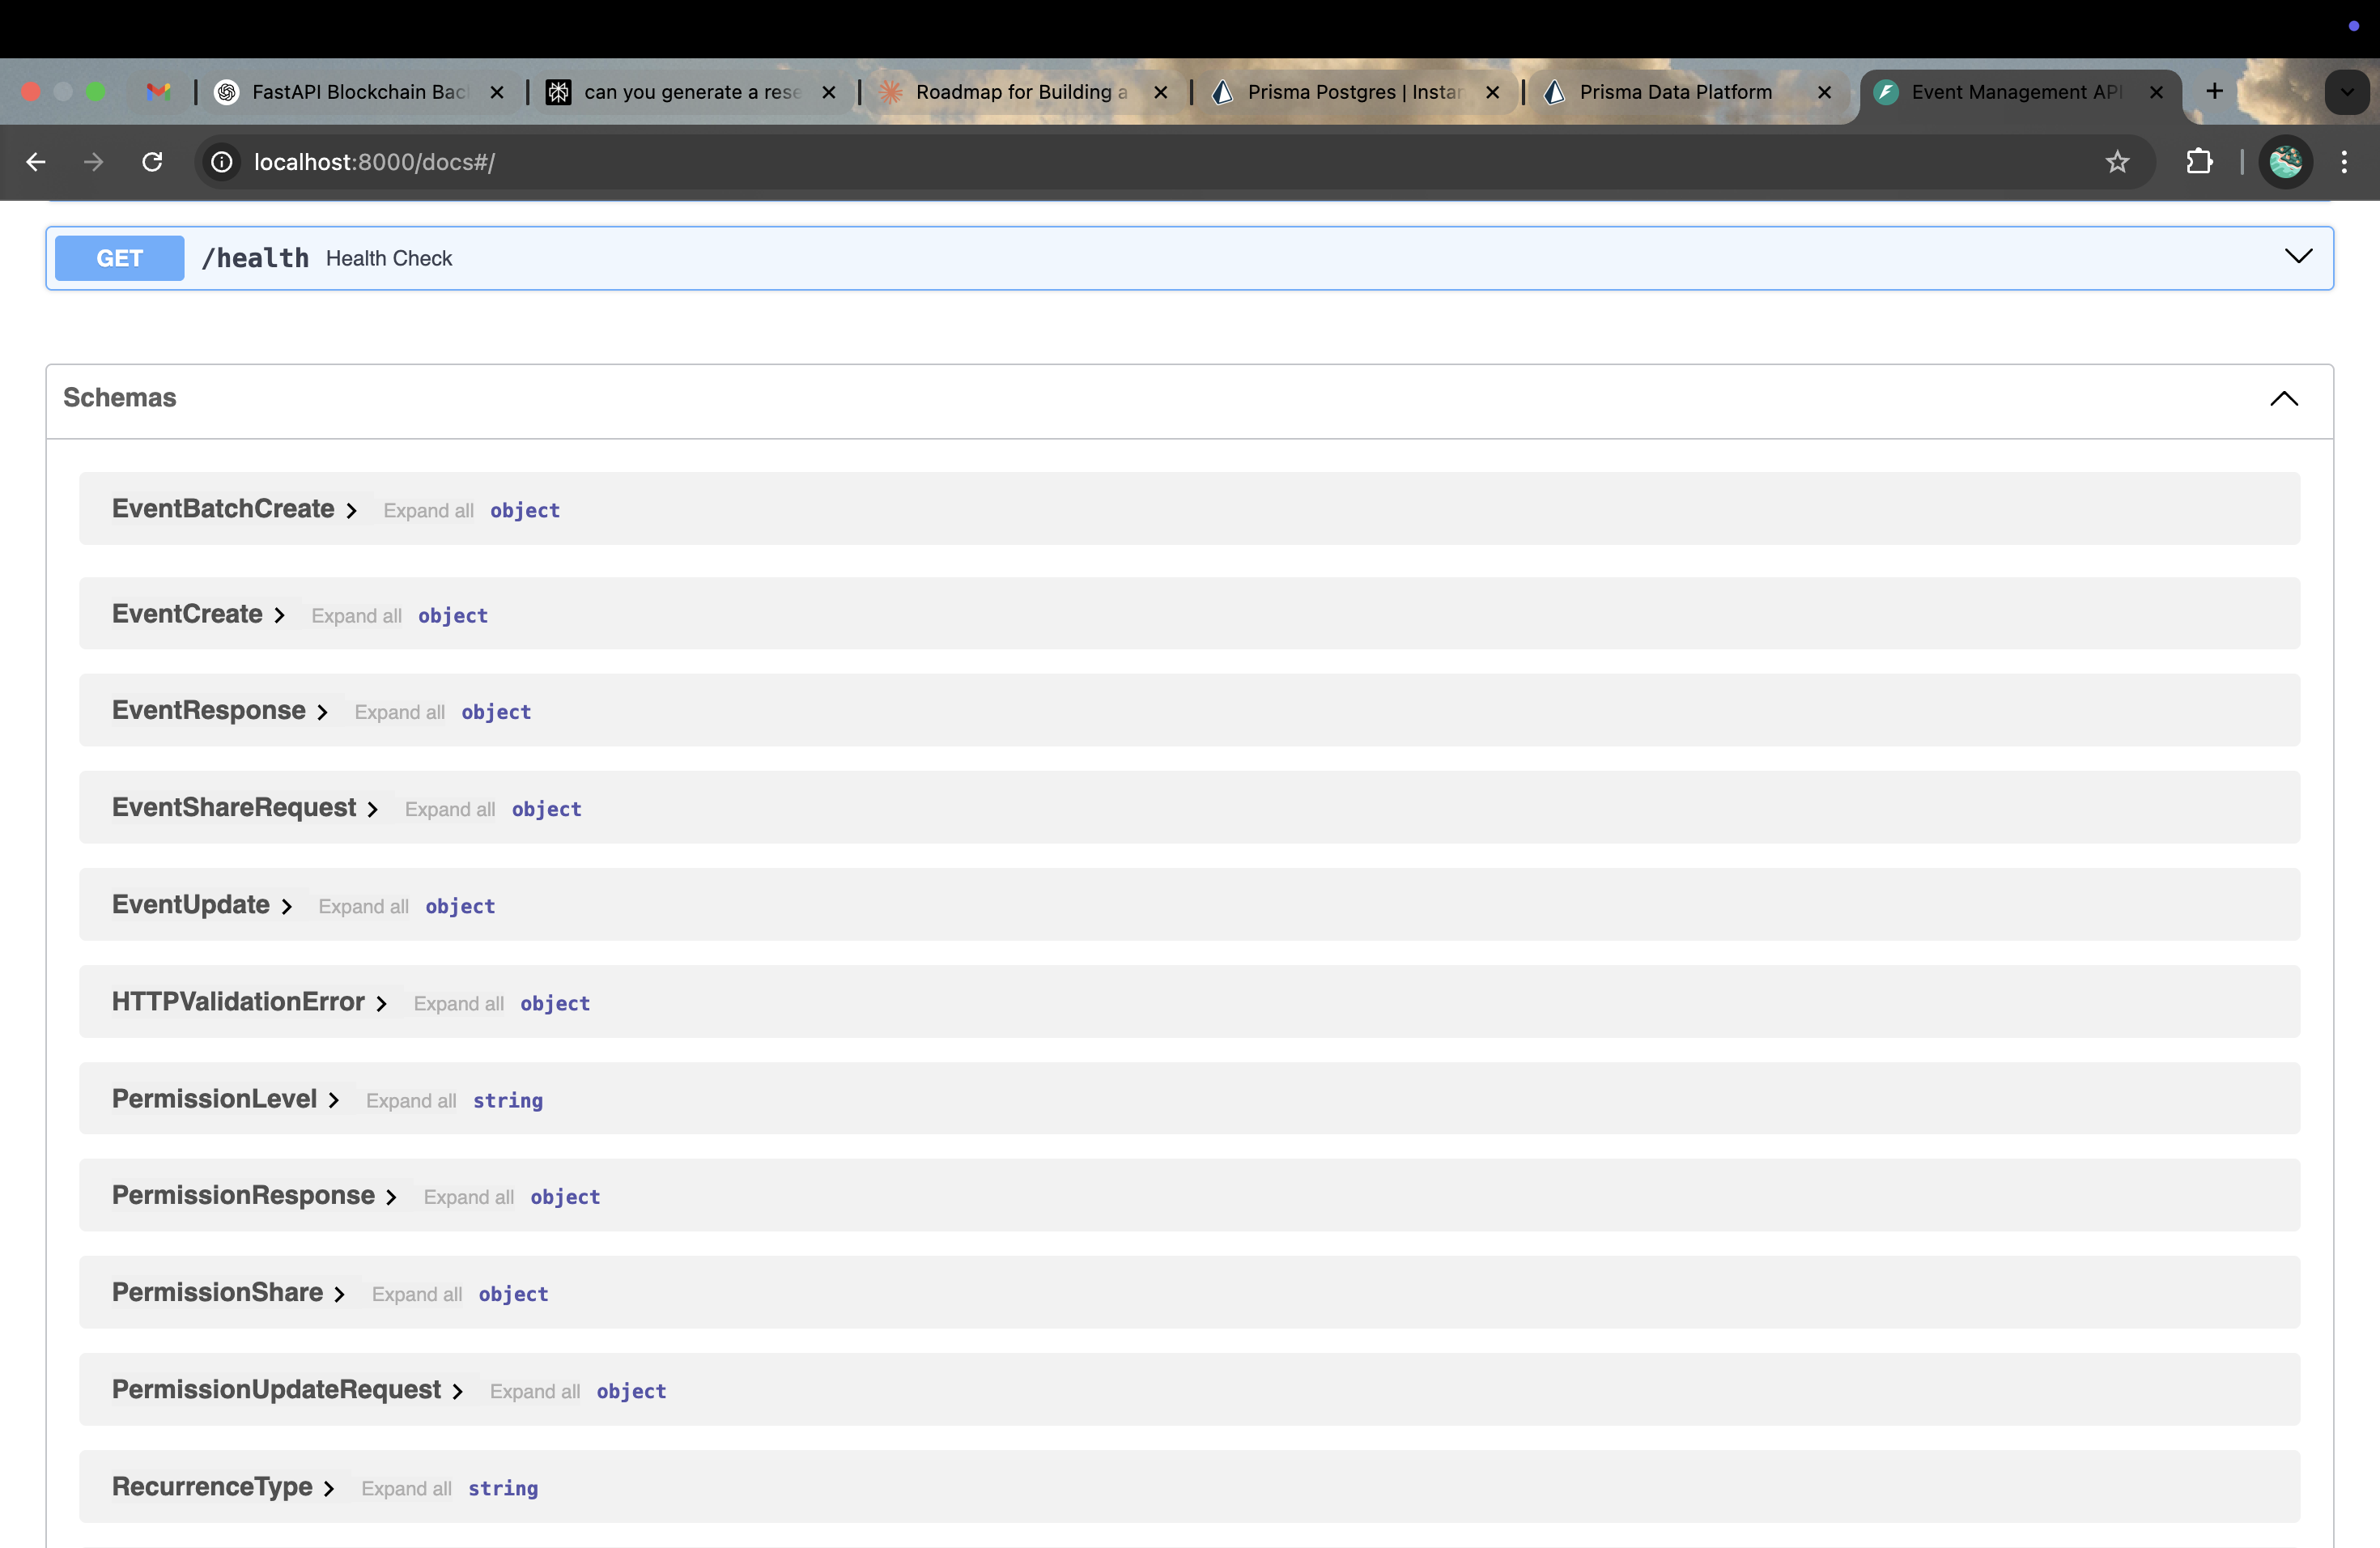 FastAPI Blockchain Bac
can you generate a rese
Roadmap for Building a
Prisma Postgres | Instan
Prisma Data Platform
Event Management API
localhost:8000/docs#/
GET /health Health Check
Schemas
EventBatchCreate Expand all object
EventCreate Expand all object
EventResponse Expand all object
EventShareRequest Expand all object
EventUpdate Expand all object
HTTPValidationError Expand all object
PermissionLevel Expand all string
PermissionResponse Expand all object
PermissionShare Expand all object
PermissionUpdateRequest Expand all object
RecurrenceType Expand all string